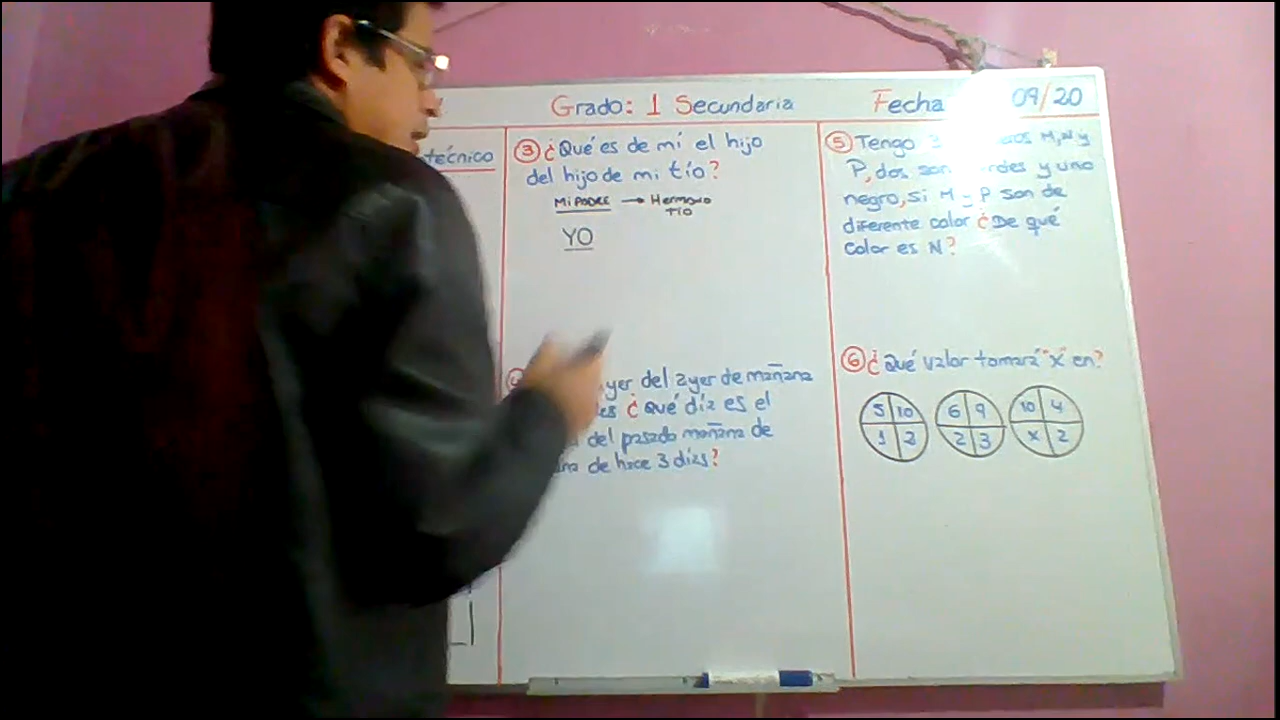 Grado: 1 Secundaria
Fecha 09/20
técnico
3 ¿Qué es de mí el hijo
del hijo de mi tío?
Mi PADRE → Hermano
TÍO
YO
ayer del ayer de mañana
es ¿Qué día es el
del pasado mañana de
de hace 3 días?
5 Tengo M, N y
P, dos son y uno
negro, si M y P son de
diferente color ¿De qué
color es N?
6 ¿Qué valor tomará "x" en?
5 10 6 9 10 4
1 2 2 3 x 2